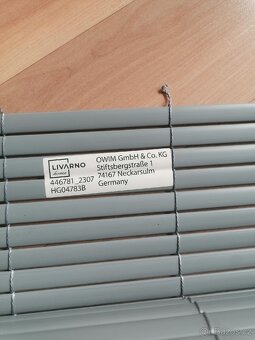 LIVARNO
home
OWIM GmbH & Co. KG
Stiftsbergstraße 1
446781_2307 74167 Neckarsulm
HG04783B Germany